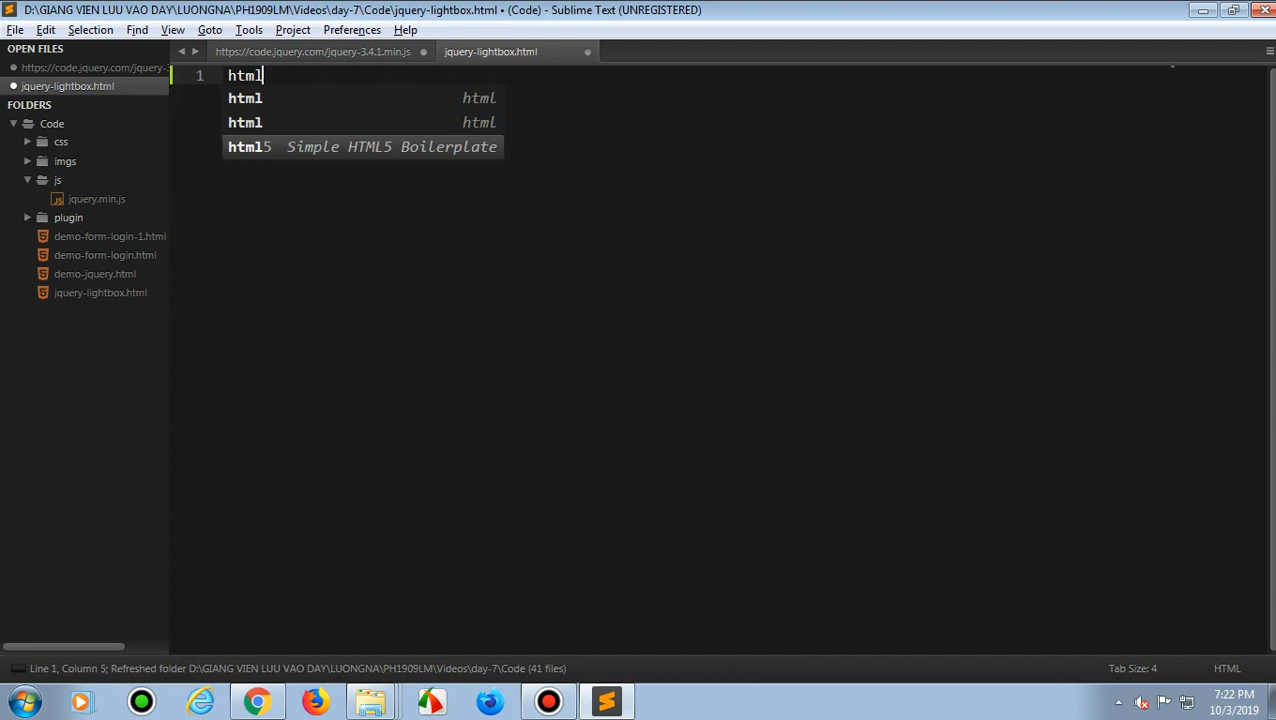 D:\GIANG VIEN LUU VAO DAY\LUONGNA\PH1909LM\Videos\day-7\Code\jquery-lightbox.html • (Code) - Sublime Text (UNREGISTERED)
File Edit Selection Find View Goto Tools Project Preferences Help
OPEN FILES
https://code.jquery.com/jquery-3
jquery-lightbox.html
FOLDERS
Code
css
imgs
js
jquery.min.js
plugin
demo-form-login-1.html
demo-form-login.html
demo-jquery.html
jquery-lightbox.html
https://code.jquery.com/jquery-3.4.1.min.js
jquery-lightbox.html
1 html
html html
html html
html5 Simple HTML5 Boilerplate
Line 1, Column 5; Refreshed folder D:\GIANG VIEN LUU VAO DAY\LUONGNA\PH1909LM\Videos\day-7\Code (41 files)
Tab Size: 4
HTML
7:22 PM
10/3/2019